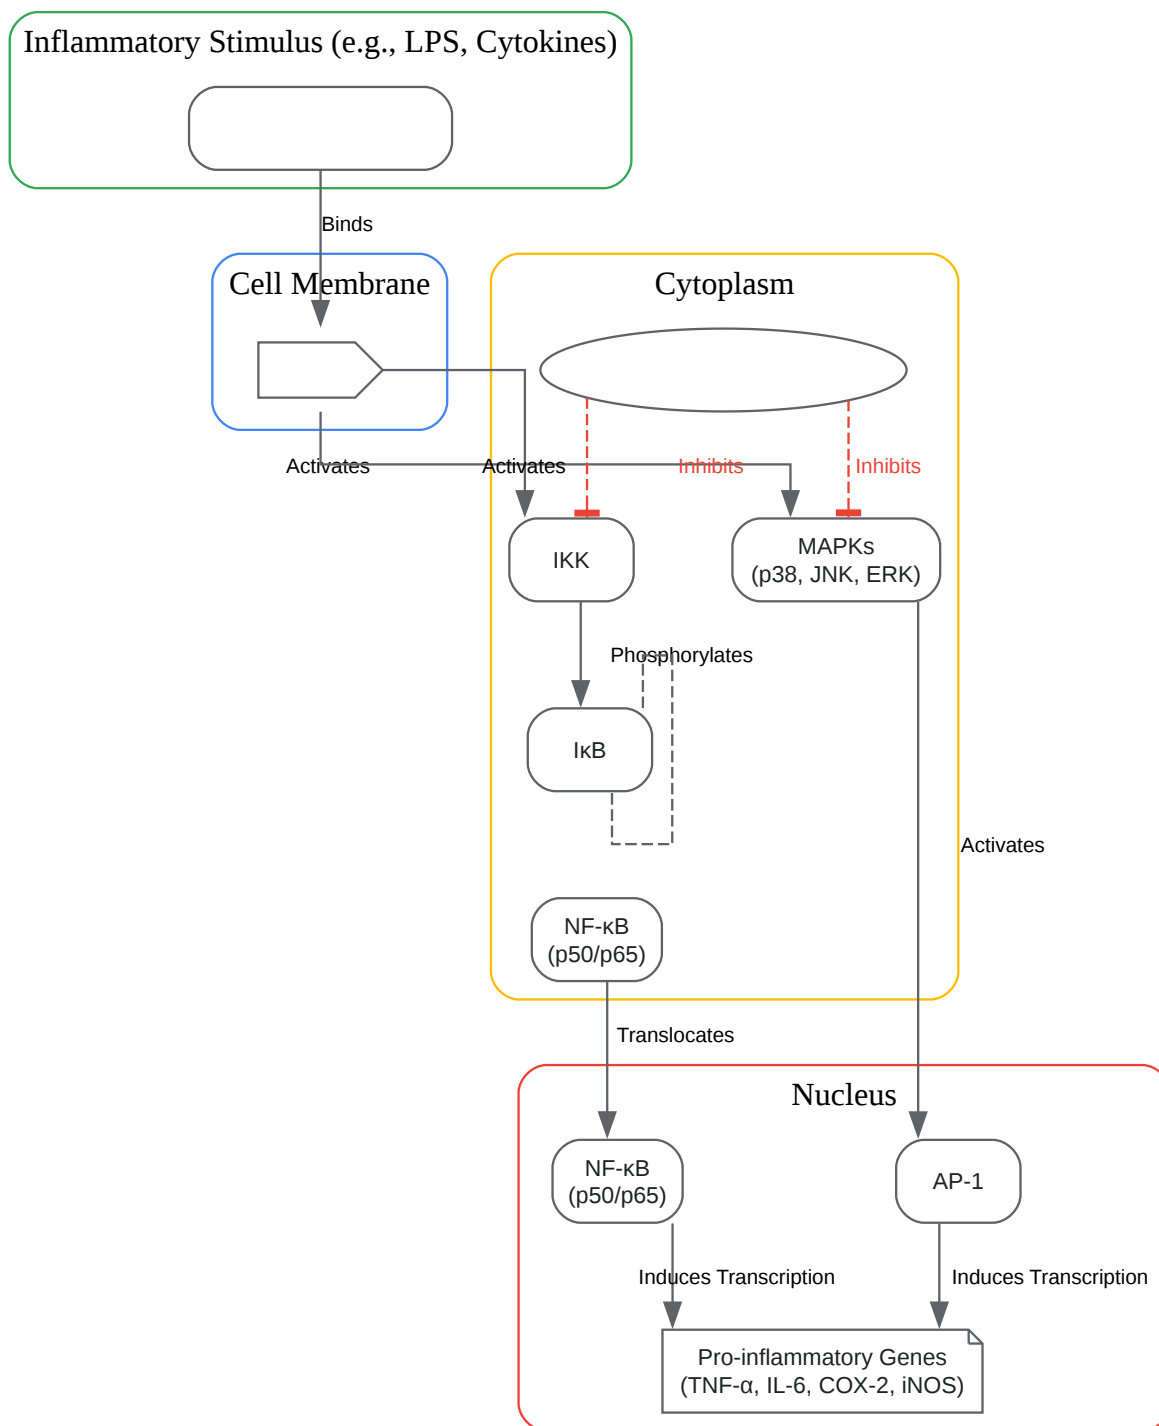 Inflammatory Stimulus (e.g., LPS, Cytokines)
Binds
Cell Membrane
Cytoplasm
Activates
Activates
Inhibits
Inhibits
IKK
MAPKs
(p38, JNK, ERK)
Phosphorylates
IκB
Activates
NF-κB
(p50/p65)
Translocates
Nucleus
NF-κB
(p50/p65)
AP-1
Induces Transcription
Induces Transcription
Pro-inflammatory Genes
(TNF-α, IL-6, COX-2, iNOS)